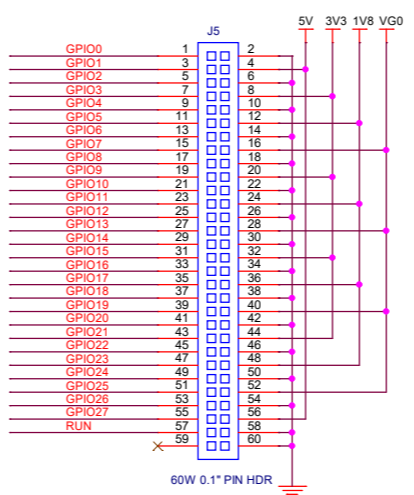 5V 3V3 1V8 VG0
J5
GPIO0 1 2
GPIO1 3 4
GPIO2 5 6
GPIO3 7 8
GPIO4 9 10
GPIO5 11 12
GPIO6 13 14
GPIO7 15 16
GPIO8 17 18
GPIO9 19 20
GPIO10 21 22
GPIO11 23 24
GPIO12 25 26
GPIO13 27 28
GPIO14 29 30
GPIO15 31 32
GPIO16 33 34
GPIO17 35 36
GPIO18 37 38
GPIO19 39 40
GPIO20 41 42
GPIO21 43 44
GPIO22 45 46
GPIO23 47 48
GPIO24 49 50
GPIO25 51 52
GPIO26 53 54
GPIO27 55 56
RUN 57 58
59 60
60W 0.1" PIN HDR